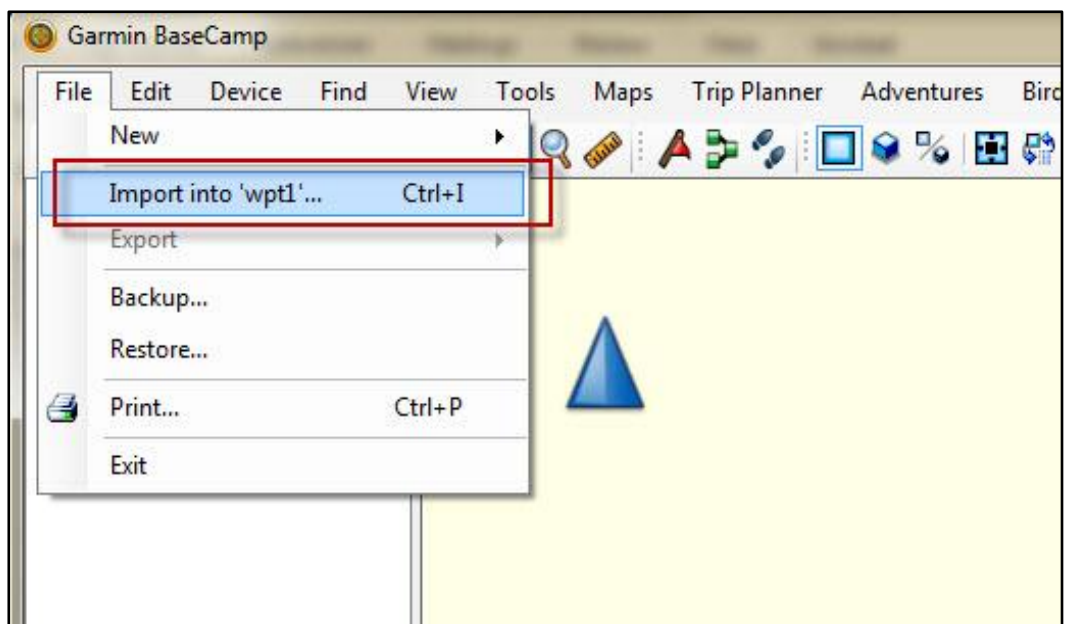 Garmin BaseCamp
File Edit Device Find View Tools Maps Trip Planner Adventures Bird
New
Import into 'wpt1'... Ctrl+I
Export
Backup...
Restore...
Print... Ctrl+P
Exit